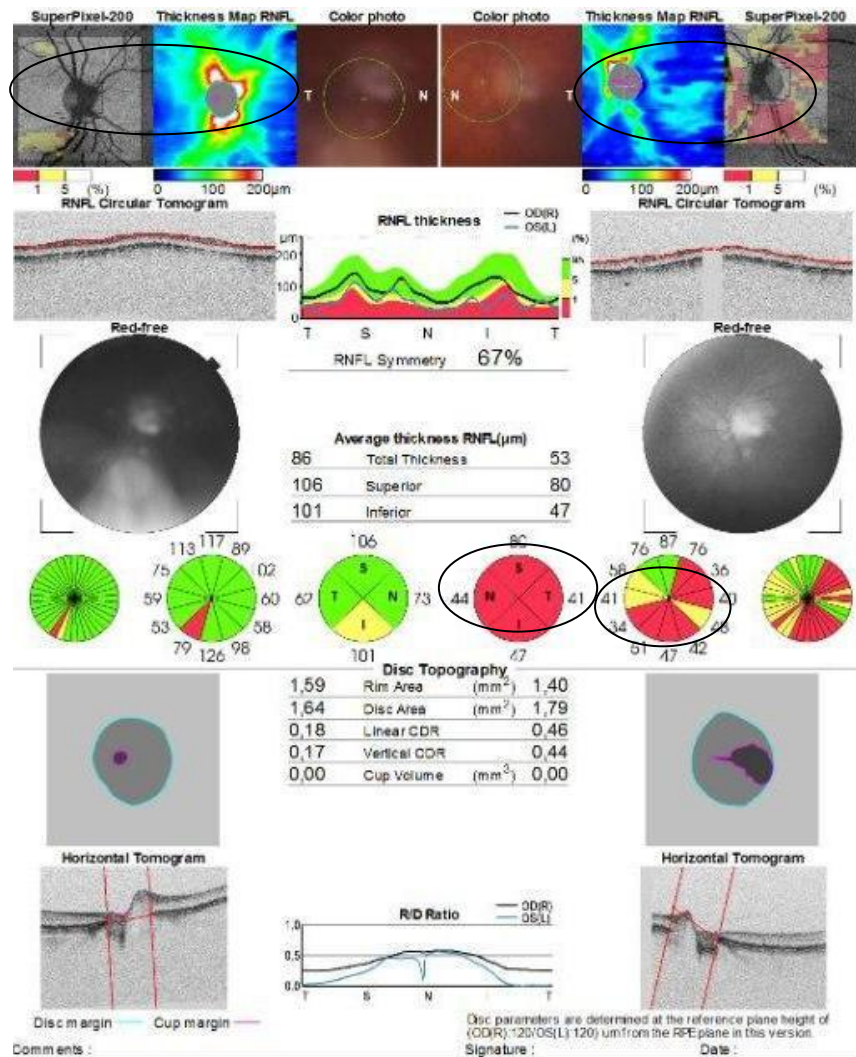 SuperPixel-200 Thickness Map RNFL Color photo Color photo Thickness Map RNFL SuperPixel-200
T N N T
1 5 (%) 0 100 200µm 0 100 200µm 1 5 (%)
RNFL Circular Tomogram RNFL thickness OD(R) OS(L) RNFL Circular Tomogram
µm (%)
200
100
0
5
1
T S N I T
Red-free Red-free
RNFL Symmetry 67%
Average thickness RNFL(µm)
86 Total Thickness 53
106 Superior 80
101 Inferior 47
113 117 89 02 60 58 98 126 79 53 59 75
106
S
67 T N 73
I
101
80
S
44 N T 41
I
47
76 87 76 36 40 48 42 47 51 34 41 58
Disc Topography
1,59 Rim Area (mm²) 1,40
1,64 Disc Area (mm²) 1,79
0,18 Linear CDR 0,46
0,17 Vertical CDR 0,44
0,00 Cup Volume (mm³) 0,00
Horizontal Tomogram Horizontal Tomogram
R/D Ratio OD(R) OS(L)
1.0
0.5
0.0
T S N I T
Disc margin Cup margin
Disc parameters are determined at the reference plane height of
(OD(R):120/OS(L):120) um from the RPE plane in this version.
Comments : Signature : Date :